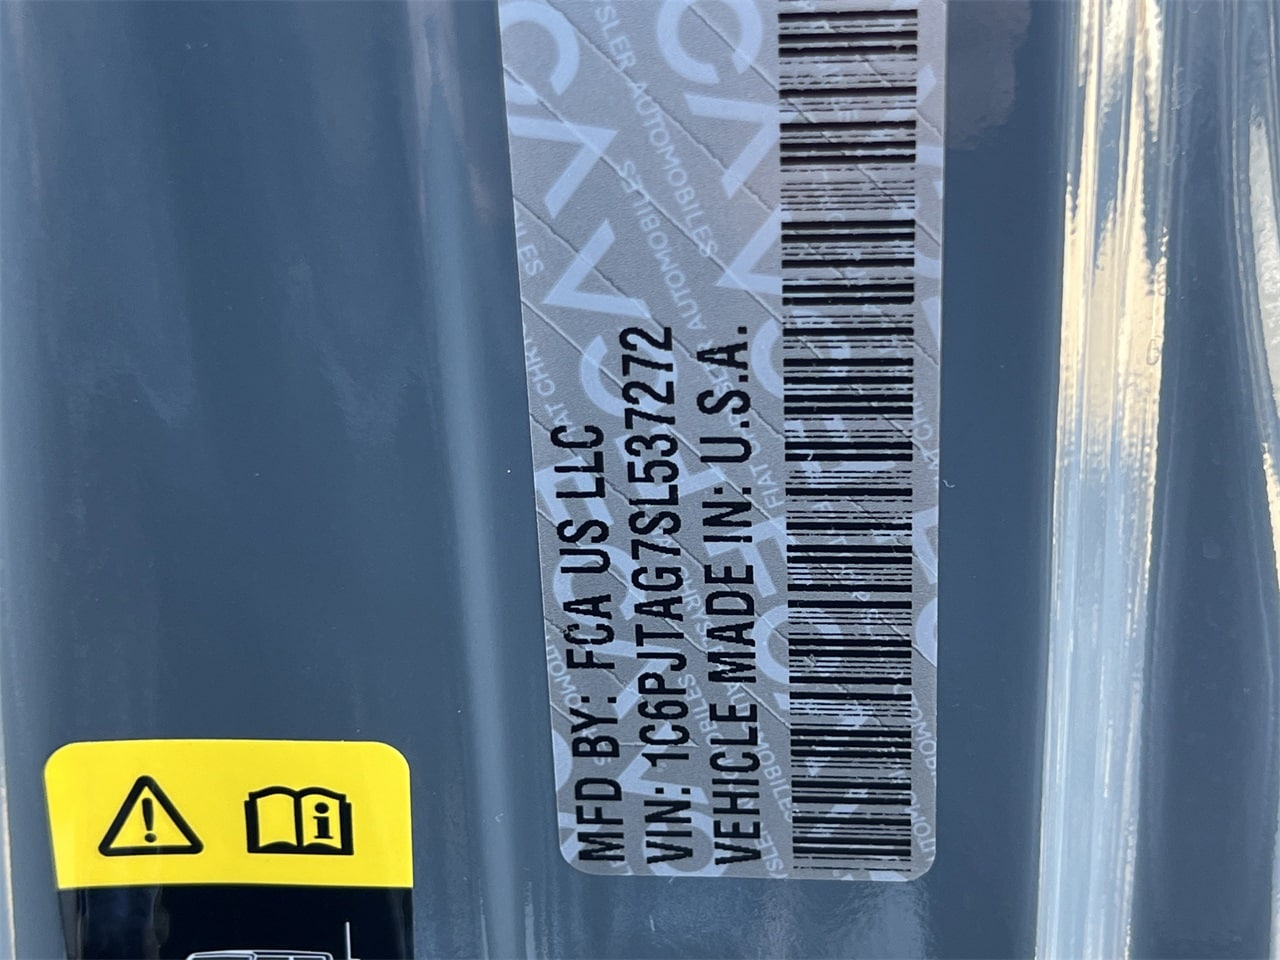 MFD BY: FCA US LLC
VIN: 1C6PJTAG7SL537272
VEHICLE MADE IN: U.S.A.